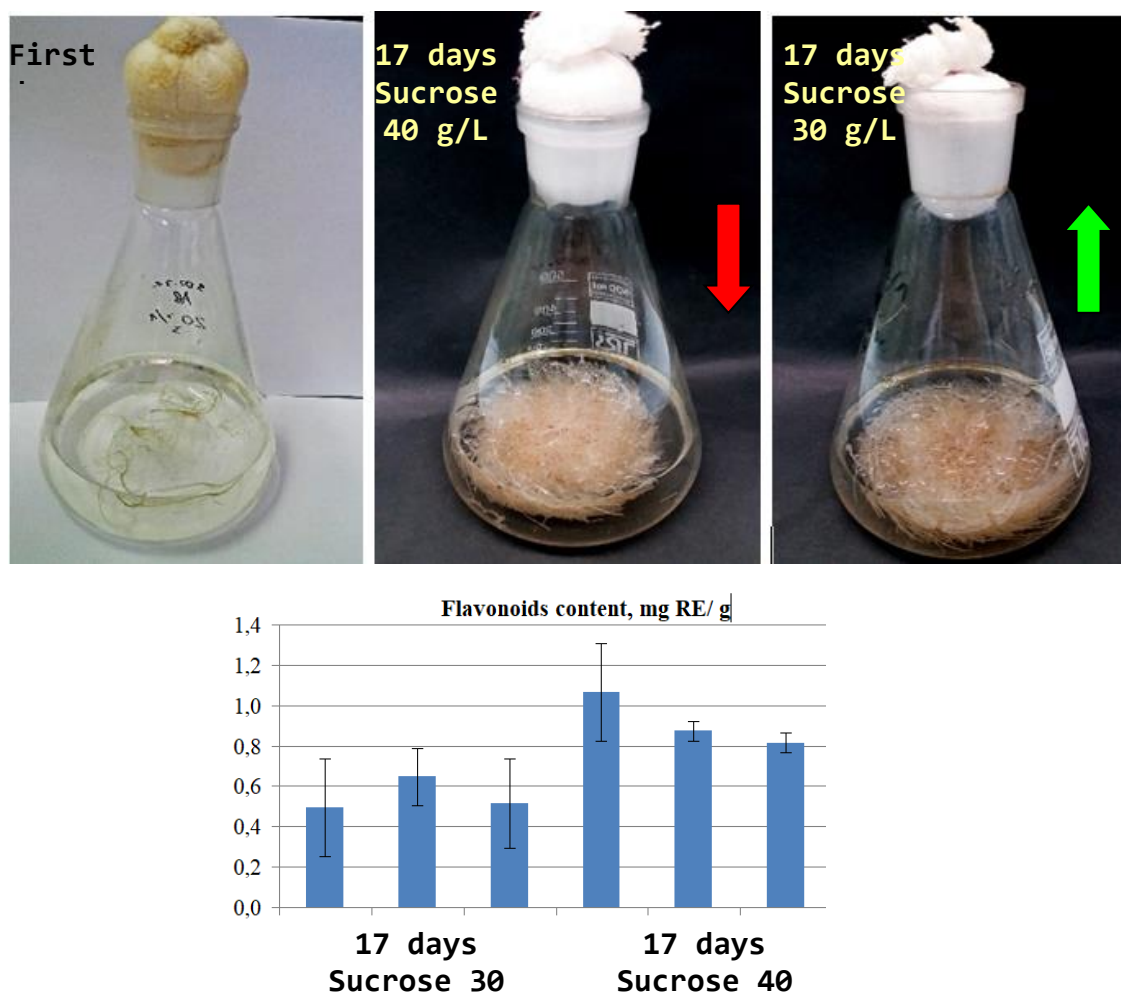 First
17 days
Sucrose
40 g/L
17 days
Sucrose
30 g/L
Flavonoids content, mg RE/ g
1,4
1,2
1,0
0,8
0,6
0,4
0,2
0,0
17 days
Sucrose 30
17 days
Sucrose 40